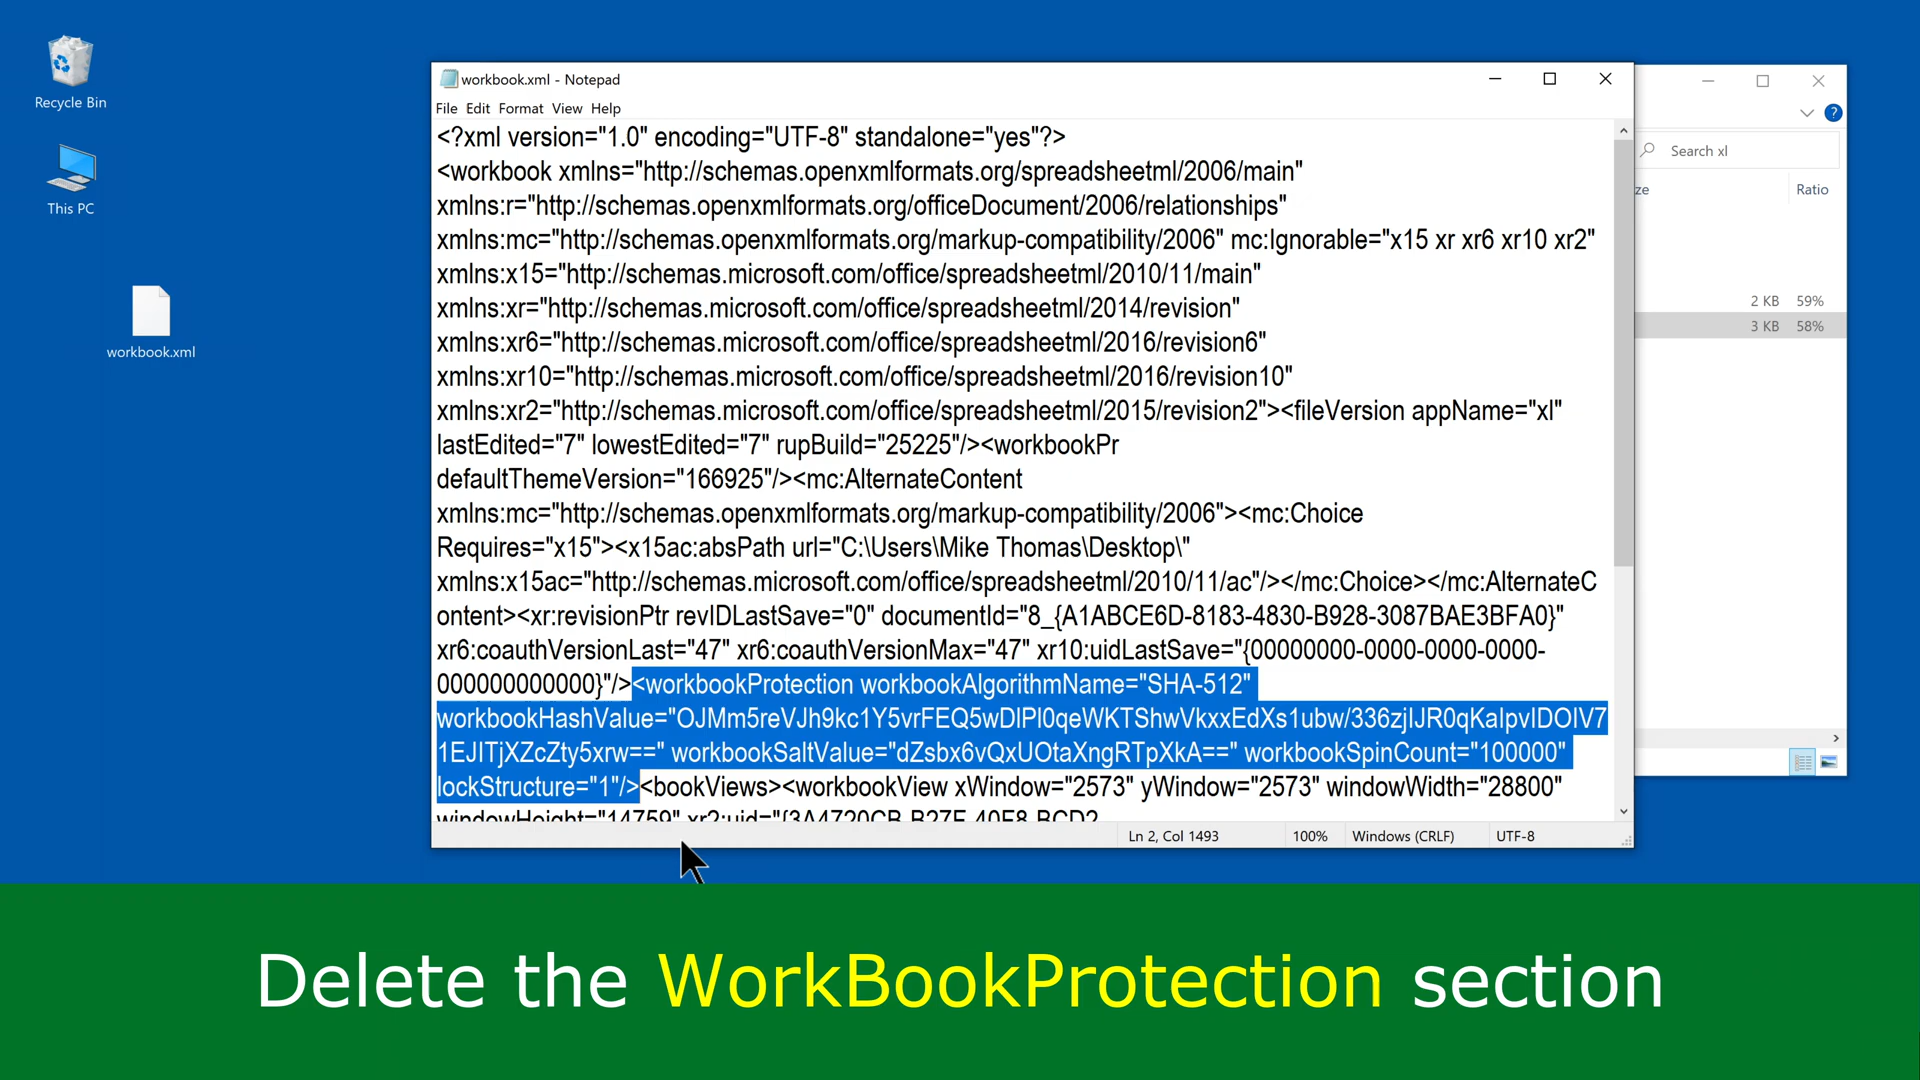 Recycle Bin
This PC
workbook.xml
workbook.xml - Notepad
File Edit Format View Help
<?xml version="1.0" encoding="UTF-8" standalone="yes"?>
<workbook xmlns="http://schemas.openxmlformats.org/spreadsheetml/2006/main"
xmlns:r="http://schemas.openxmlformats.org/officeDocument/2006/relationships"
xmlns:mc="http://schemas.openxmlformats.org/markup-compatibility/2006" mc:Ignorable="x15 xr xr6 xr10 xr2"
xmlns:x15="http://schemas.microsoft.com/office/spreadsheetml/2010/11/main"
xmlns:xr="http://schemas.microsoft.com/office/spreadsheetml/2014/revision"
xmlns:xr6="http://schemas.microsoft.com/office/spreadsheetml/2016/revision6"
xmlns:xr10="http://schemas.microsoft.com/office/spreadsheetml/2016/revision10"
xmlns:xr2="http://schemas.microsoft.com/office/spreadsheetml/2015/revision2"><fileVersion appName="xl"
lastEdited="7" lowestEdited="7" rupBuild="25225"/><workbookPr
defaultThemeVersion="166925"/><mc:AlternateContent
xmlns:mc="http://schemas.openxmlformats.org/markup-compatibility/2006"><mc:Choice
Requires="x15"><x15ac:absPath url="C:\Users\Mike Thomas\Desktop\"
xmlns:x15ac="http://schemas.microsoft.com/office/spreadsheetml/2010/11/ac"/></mc:Choice></mc:AlternateC
ontent><xr:revisionPtr revIDLastSave="0" documentId="8_{A1ABCE6D-8183-4830-B928-3087BAE3BFA0}"
xr6:coauthVersionLast="47" xr6:coauthVersionMax="47" xr10:uidLastSave="{00000000-0000-0000-0000-
000000000000}"/><workbookProtection workbookAlgorithmName="SHA-512"
workbookHashValue="OJMm5reVJh9kc1Y5vrFEQ5wDlPl0qeWKTShwVkxxEdXs1ubw/336zjIJR0qKaIpvIDOIV7
1EJITjXZcZty5xrw==" workbookSaltValue="dZsbx6vQxUOtaXngRTpXkA==" workbookSpinCount="100000"
lockStructure="1"/><bookViews><workbookView xWindow="2573" yWindow="2573" windowWidth="28800"
windowHeight="14759" xr2:uid="{3A4720CB-B27F-40F8-BCD2-
Ln 2, Col 1493
100%
Windows (CRLF)
UTF-8
Search xl
ze
Ratio
2 KB 59%
3 KB 58%
Delete the WorkBookProtection section